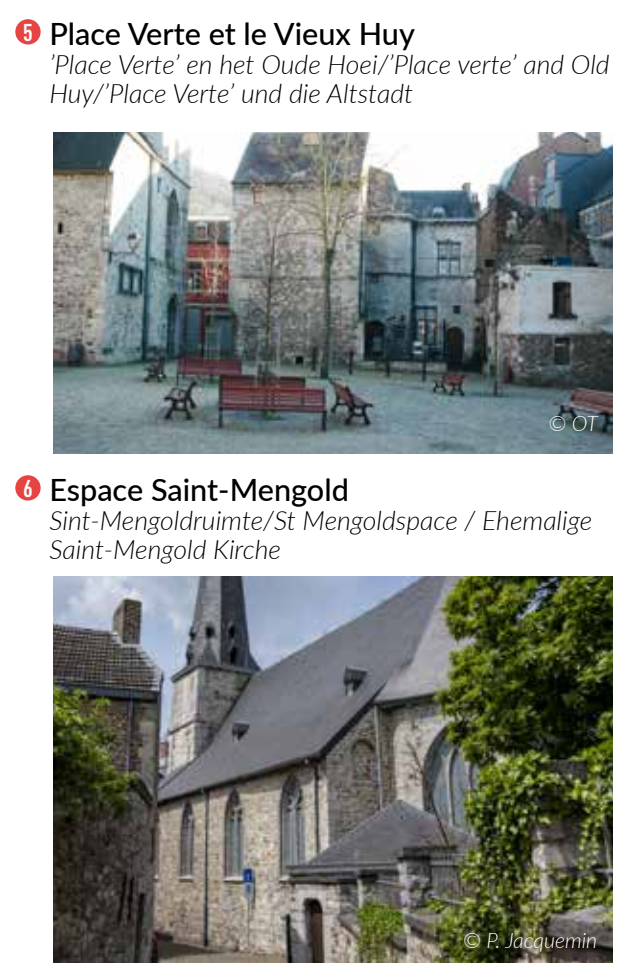 5 Place Verte et le Vieux Huy
'Place Verte' en het Oude Hoei/'Place verte' and Old
Huy/'Place Verte' und die Altstadt
© OT
6 Espace Saint-Mengold
Sint-Mengoldruimte/St Mengoldspace / Ehemalige
Saint-Mengold Kirche
© P. Jacquemin